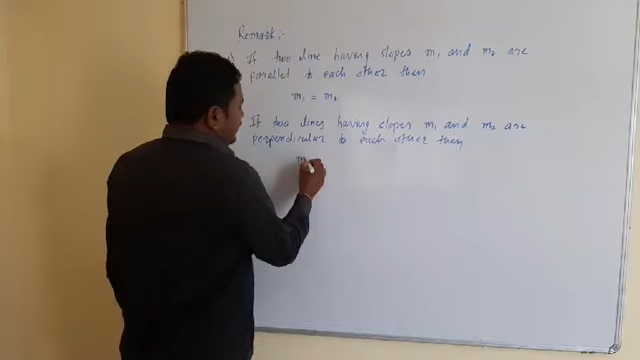 Remark:-
) If two line having slopes m₁ and m₂ are
parallel to each other then
m₁ = m₂
If two lines having slopes m₁ and m₂ are
perpendicular to each other then
m